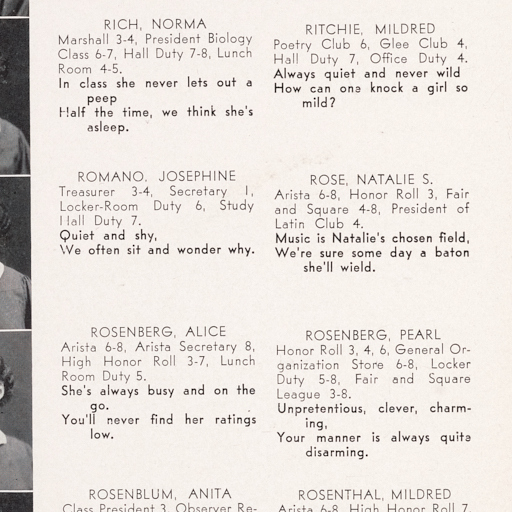 RICH, NORMA
Marshall 3-4, President Biology
Class 6-7, Hall Duty 7-8, Lunch
Room 4-5.
In class she never lets out a
peep
Half the time, we think she's
asleep.
RITCHIE, MILDRED
Poetry Club 6, Glee Club 4,
Hall Duty 7, Office Duty 4.
Always quiet and never wild
How can one knock a girl so
mild?
ROMANO, JOSEPHINE
Treasurer 3-4, Secretary 1,
Locker-Room Duty 6, Study
Hall Duty 7.
Quiet and shy,
We often sit and wonder why.
ROSE, NATALIE S.
Arista 6-8, Honor Roll 3, Fair
and Square 4-8, President of
Latin Club 4.
Music is Natalie's chosen field,
We're sure some day a baton
she'll wield.
ROSENBERG, ALICE
Arista 6-8, Arista Secretary 8,
High Honor Roll 3-7, Lunch
Room Duty 5.
She's always busy and on the
go.
You'll never find her ratings
low.
ROSENBERG, PEARL
Honor Roll 3, 4, 6, General Or-
ganization Store 6-8, Locker
Duty 5-8, Fair and Square
League 3-8.
Unpretentious, clever, charm-
ing,
Your manner is always quite
disarming.
ROSENBLUM, ANITA
Class President 3, Observer Re-
ROSENTHAL, MILDRED
Arista 6-8, High Honor Roll 7,